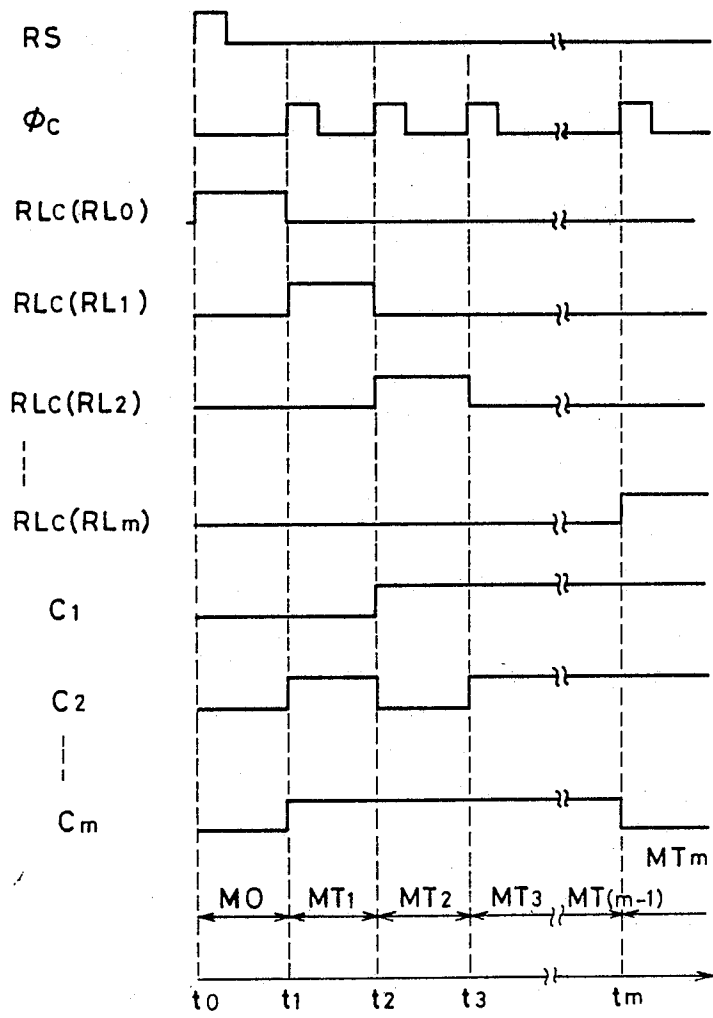 RS
ϕC
RLC(RL0)
RLC(RL1)
RLC(RL2)
RLC(RLm)
C1
C2
Cm
MTm
M0 MT1 MT2 MT3 MT(m-1)
t0 t1 t2 t3 tm